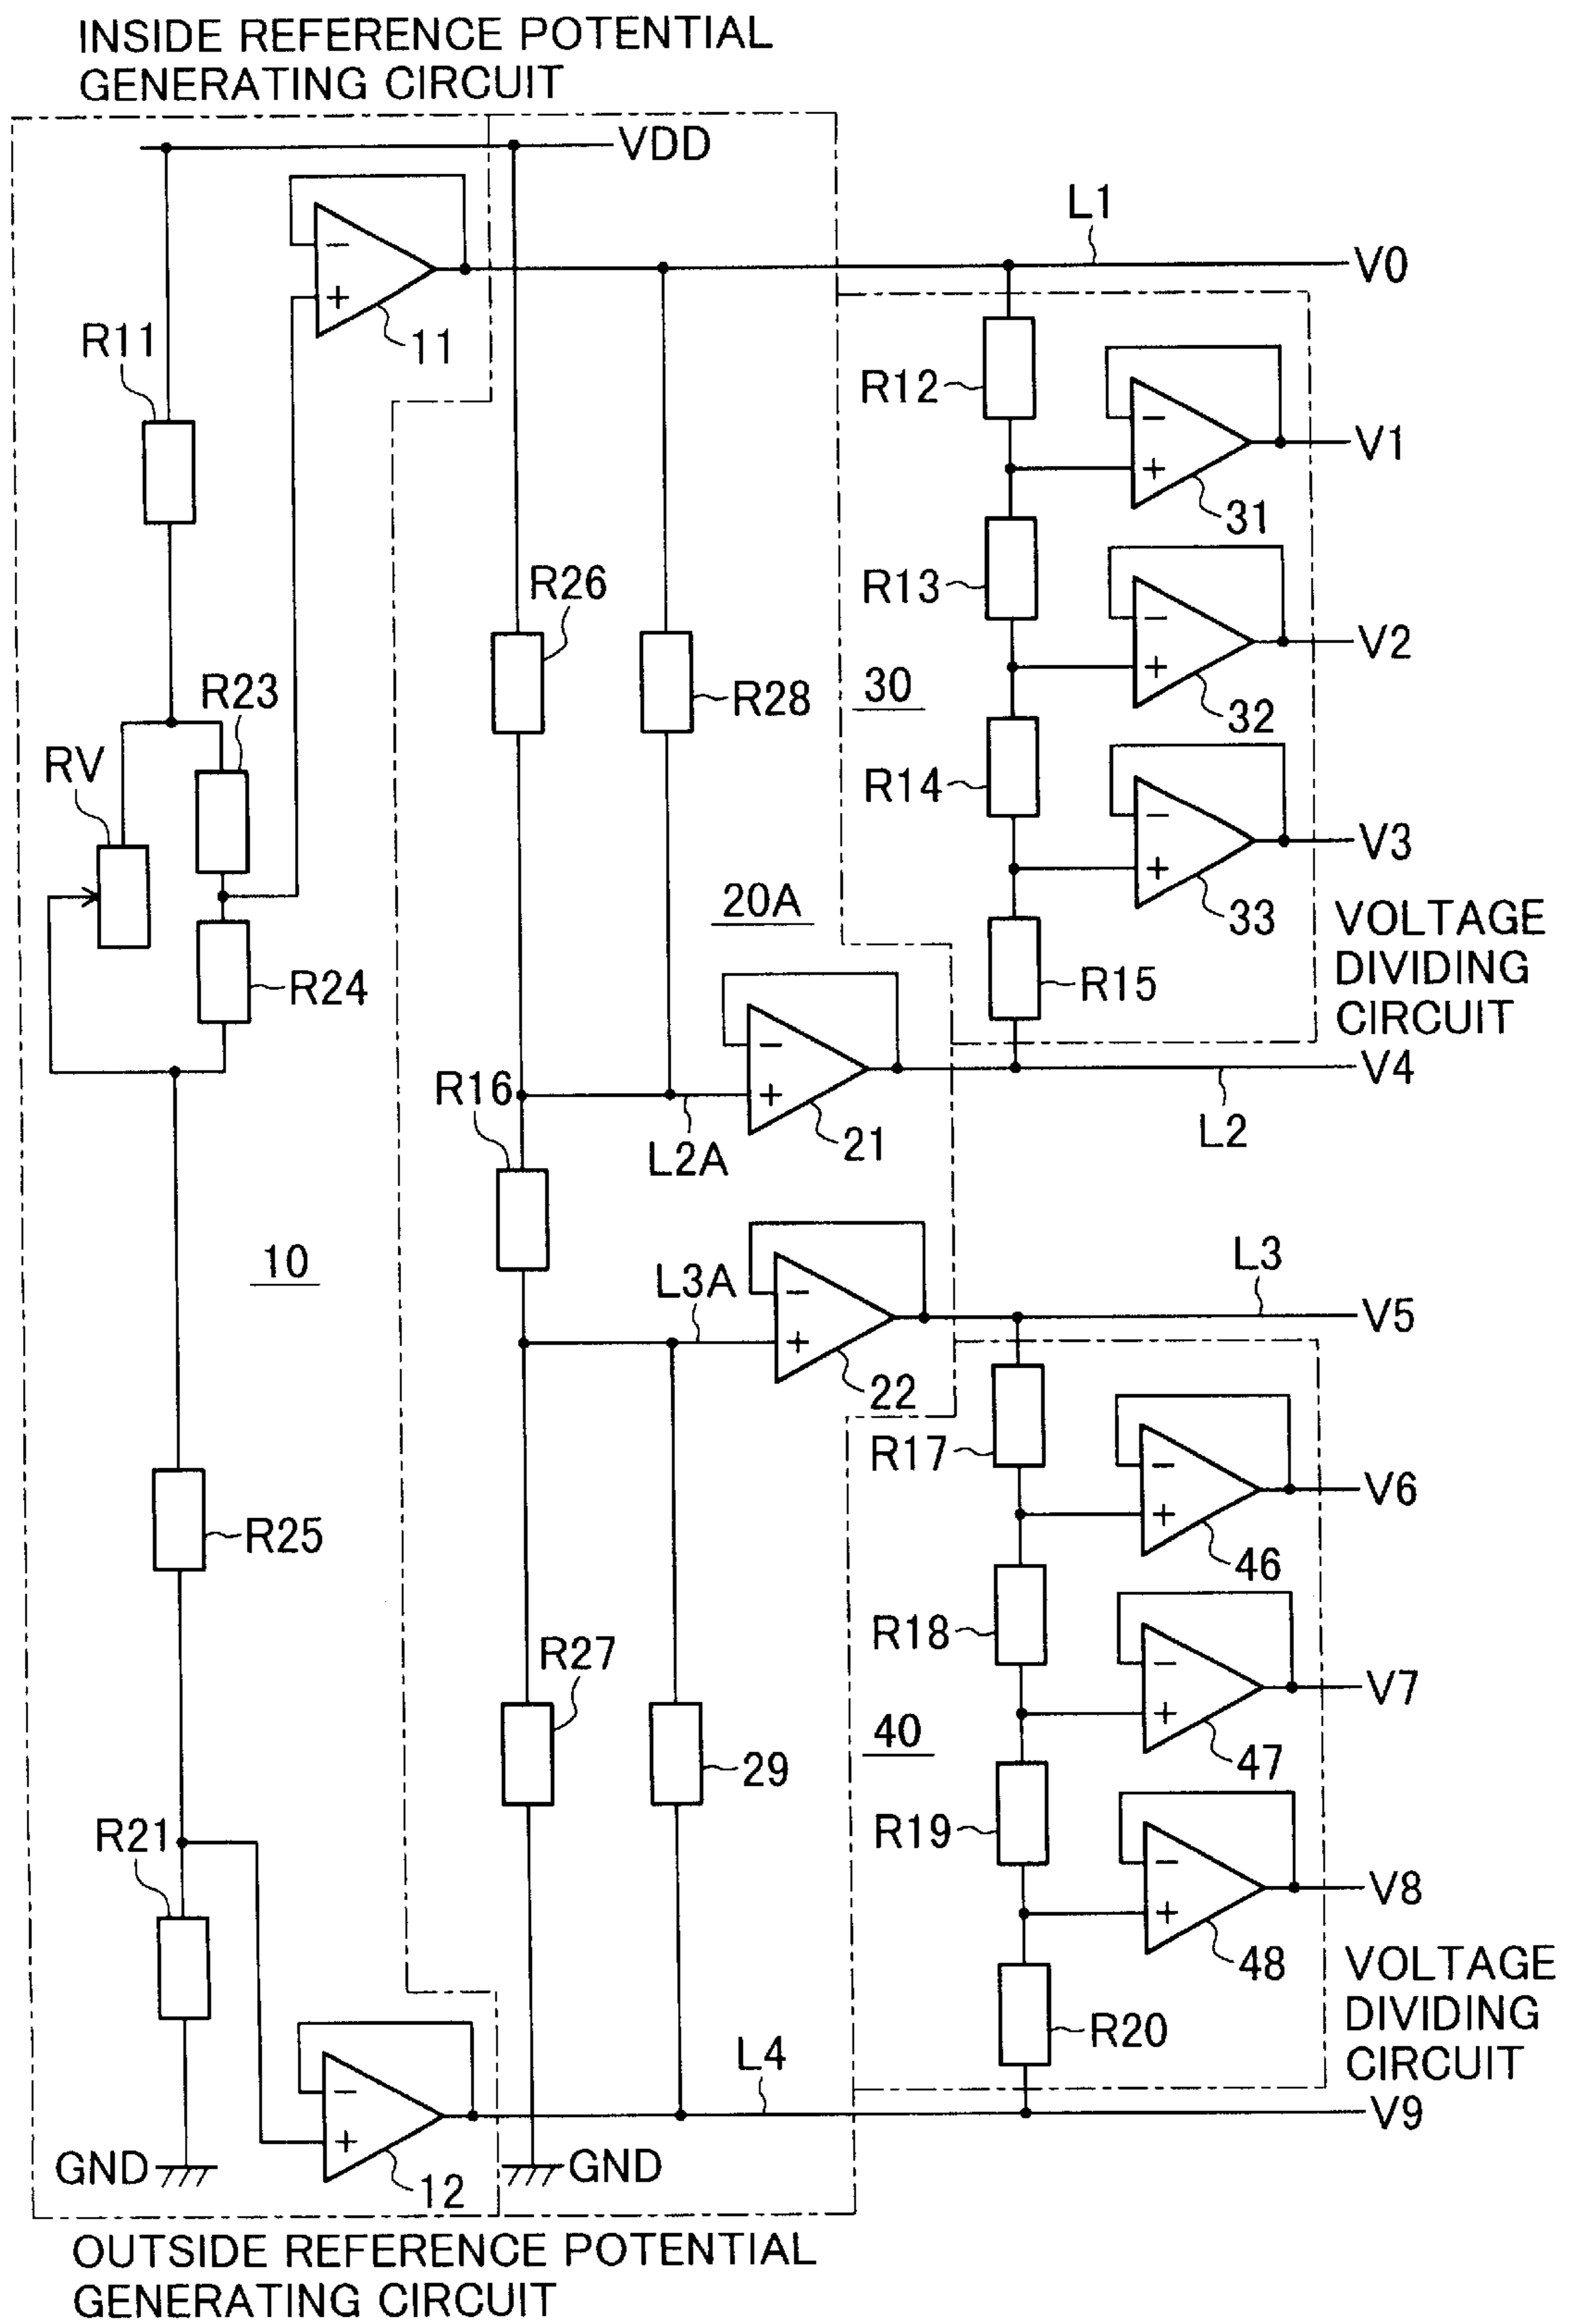 INSIDE REFERENCE POTENTIAL
GENERATING CIRCUIT
VDD
L1
V0
−
+
11
R11
R12
−
+
31
V1
R26
R13
−
+
32
V2
R23
R28
30
RV
R14
−
+
33
V3
20A
R24
R15
VOLTAGE
DIVIDING
CIRCUIT
−
+
21
V4
R16
L2A
L2
10
L3A
−
+
22
L3
V5
R17
−
+
46
V6
R25
R18
−
+
47
V7
R27
29
40
R21
R19
−
+
48
V8
R20
VOLTAGE
DIVIDING
CIRCUIT
L4
V9
−
+
12
GND
GND
OUTSIDE REFERENCE POTENTIAL
GENERATING CIRCUIT